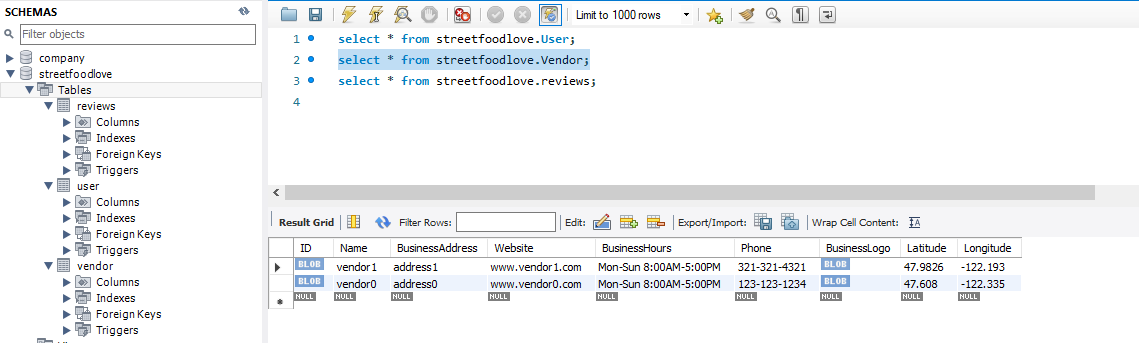 SCHEMAS
Filter objects
company
streetfoodlove
Tables
reviews
Columns
Indexes
Foreign Keys
Triggers
user
Columns
Indexes
Foreign Keys
Triggers
vendor
Columns
Indexes
Foreign Keys
Triggers
Limit to 1000 rows
1 select * from streetfoodlove.User;
2 select * from streetfoodlove.Vendor;
3 select * from streetfoodlove.reviews;
4
Result Grid Filter Rows: Edit: Export/Import: Wrap Cell Content: IA
ID Name BusinessAddress Website BusinessHours Phone BusinessLogo Latitude Longitude
BLOB vendor1 address1 www.vendor1.com Mon-Sun 8:00AM-5:00PM 321-321-4321 BLOB 47.9826 -122.193
BLOB vendor0 address0 www.vendor0.com Mon-Sun 8:00AM-5:00PM 123-123-1234 BLOB 47.608 -122.335
NULL NULL NULL NULL NULL NULL NULL NULL NULL